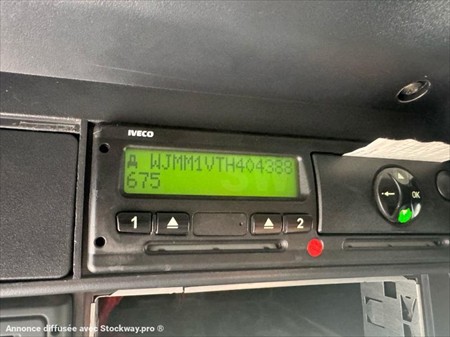 IVECO
A WJMM1VTH404388
675
1
2
OK
Annonce diffusée avec Stockway.pro ®